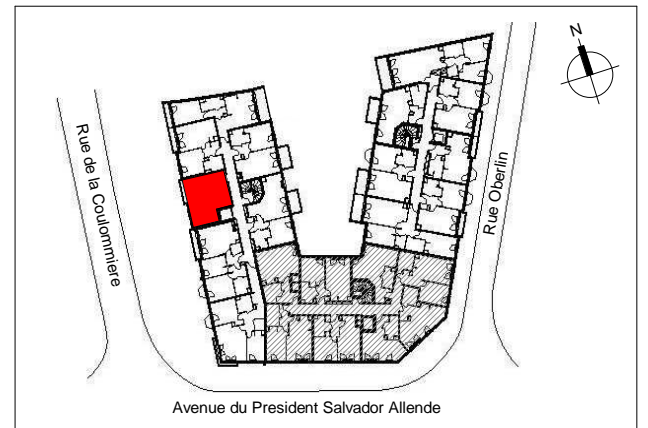 N
Rue de la Coulommiere
Rue Oberlin
Avenue du President Salvador Allende